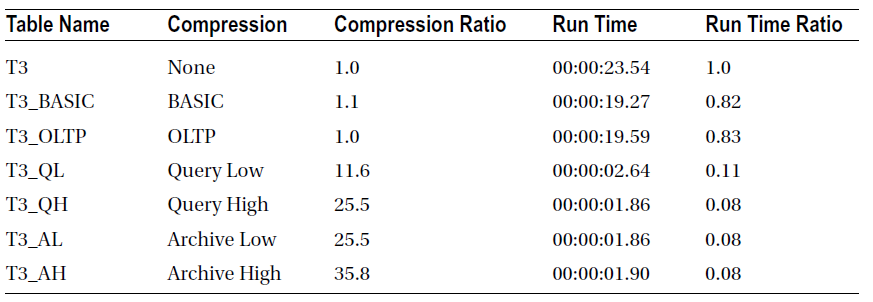 Table Name Compression Compression Ratio Run Time Run Time Ratio
T3 None 1.0 00:00:23.54 1.0
T3_BASIC BASIC 1.1 00:00:19.27 0.82
T3_OLTP OLTP 1.0 00:00:19.59 0.83
T3_QL Query Low 11.6 00:00:02.64 0.11
T3_QH Query High 25.5 00:00:01.86 0.08
T3_AL Archive Low 25.5 00:00:01.86 0.08
T3_AH Archive High 35.8 00:00:01.90 0.08